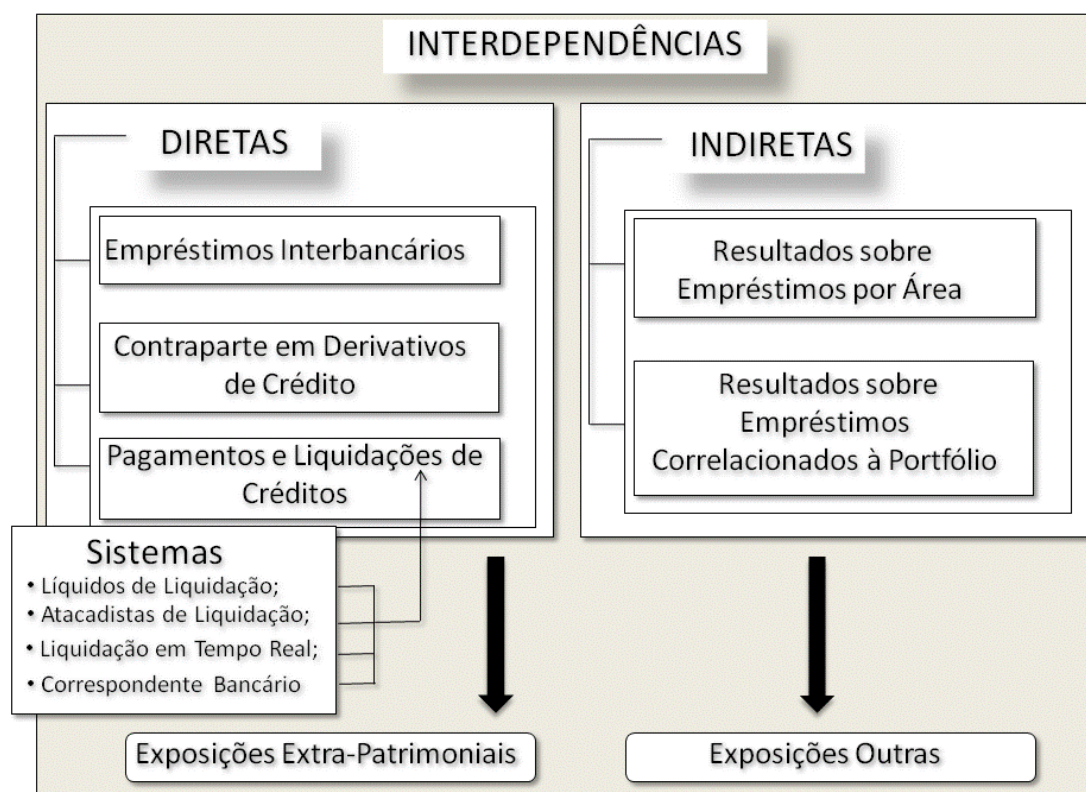 INTERDEPENDÊNCIAS
DIRETAS
Empréstimos Interbancários
Contraparte em Derivativos
de Crédito
Pagamentos e Liquidações de
Créditos
Sistemas
• Líquidos de Liquidação;
• Atacadistas de Liquidação;
• Liquidação em Tempo Real;
• Correspondente Bancário
Exposições Extra-Patrimoniais
INDIRETAS
Resultados sobre
Empréstimos por Área
Resultados sobre
Empréstimos
Correlacionados à Portfólio
Exposições Outras